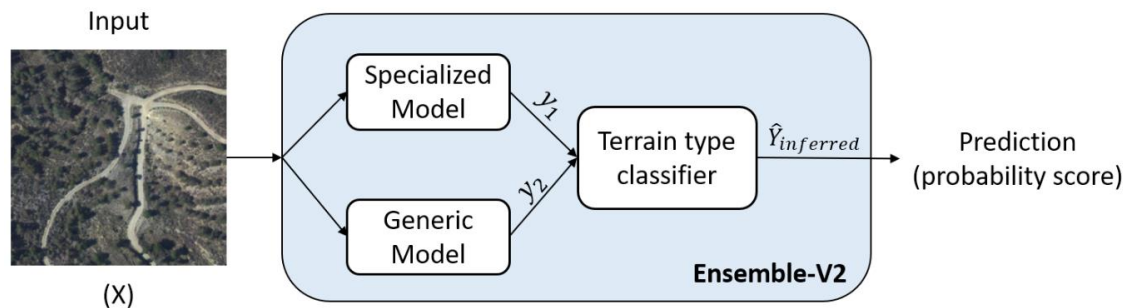 Input
(X)
Specialized
Model
Generic
Model
y₁
y₂
Terrain type
classifier
Ŷinferred
Ensemble-V2
Prediction
(probability score)